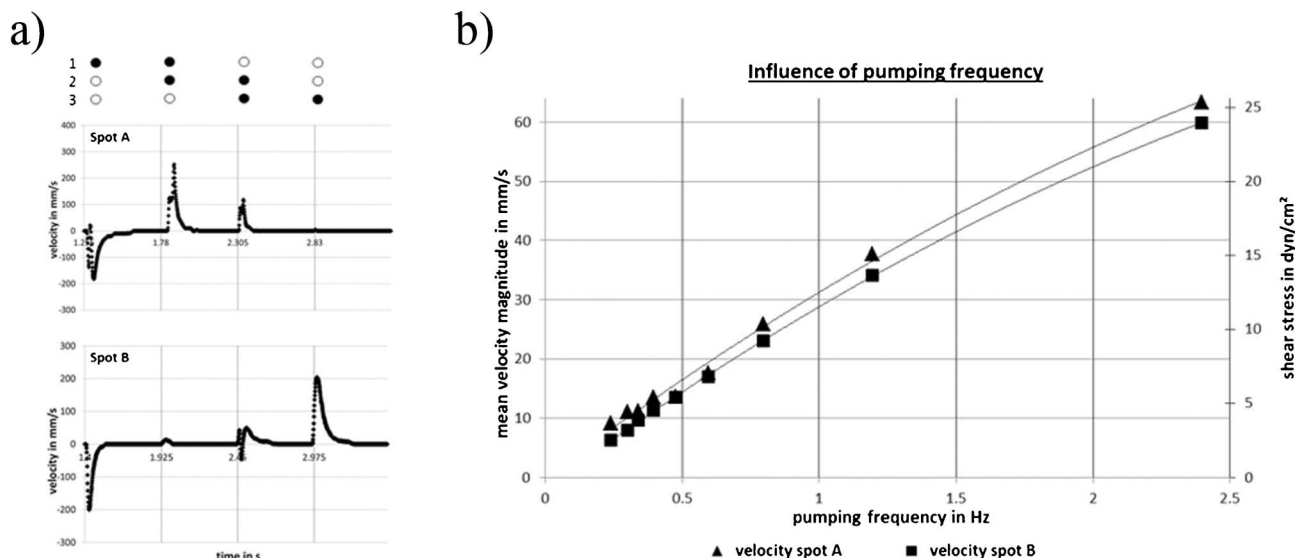 a)
1
2
3
Spot A
velocity in mm/s
400
300
200
100
0
-100
-200
-300
1.78
2.305
2.83
Spot B
velocity in mm/s
300
200
100
0
-100
-200
-300
1.925
2.975
time in s
b)
Influence of pumping frequency
mean velocity magnitude in mm/s
60
50
40
30
20
10
0
25
20
15
10
5
0
shear stress in dyn/cm²
0 0.5 1 1.5 2 2.5
pumping frequency in Hz
velocity spot A velocity spot B